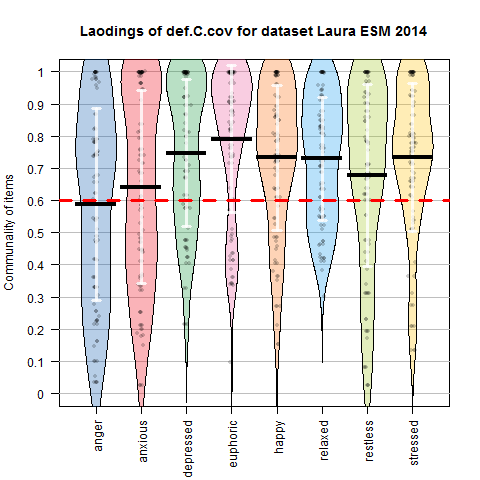 Laodings of def.C.cov for dataset Laura ESM 2014
Communality of items
1
0.9
0.8
0.7
0.6
0.5
0.4
0.3
0.2
0.1
0
anger
anxious
depressed
euphoric
happy
relaxed
restless
stressed